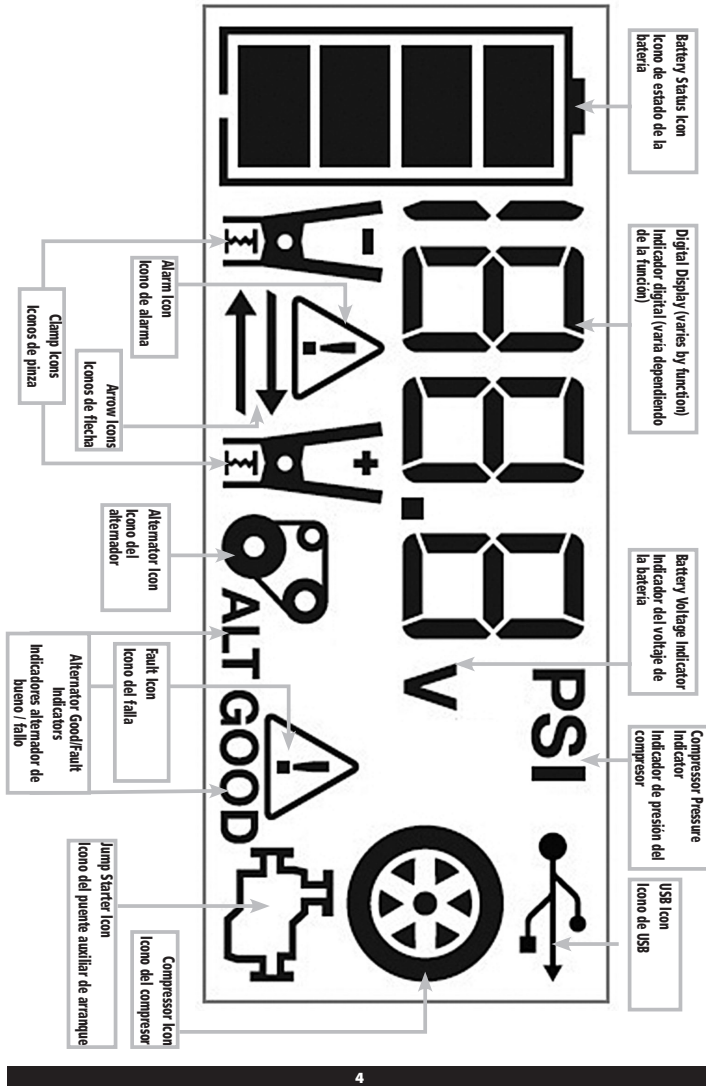 Battery Status Icon
Icono de estado de la
bateria
Digital Display (varies by function)
Indicador digital (varia dependiendo
de la función)
Battery Voltage Indicator
Indicador del voltaje de
la bateria
Compressor Pressure
Indicator
Indicador de presión del
compresor
USB Icon
Icono de USB
188.8
V
PSI
-
+
ALT GOOD
Clamp Icons
Iconos de pinza
Alarm Icon
Icono de alarma
Arrow Icons
Iconos de flecha
Alternator Icon
Icono del
alternador
Alternator Good/Fault
Indicators
Indicadores alternador de
bueno / fallo
Fault Icon
Icono del falla
Jump Starter Icon
Icono del puente auxiliar de arranque
Compressor Icon
Icono del compresor
4